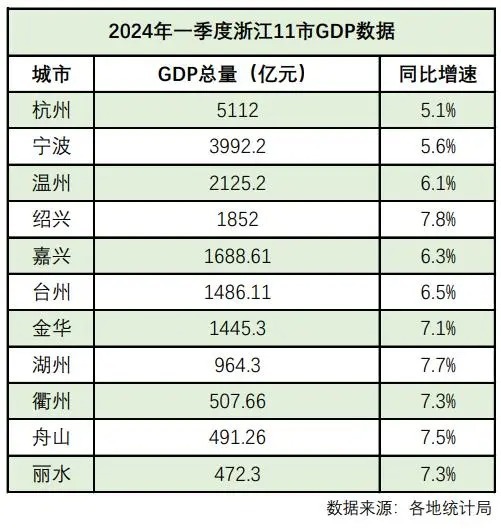 2024年一季度浙江11市GDP数据
城市 GDP总量（亿元） 同比增速
杭州 5112 5.1%
宁波 3992.2 5.6%
温州 2125.2 6.1%
绍兴 1852 7.8%
嘉兴 1688.61 6.3%
台州 1486.11 6.5%
金华 1445.3 7.1%
湖州 964.3 7.7%
衢州 507.66 7.3%
舟山 491.26 7.5%
丽水 472.3 7.3%
数据来源：各地统计局